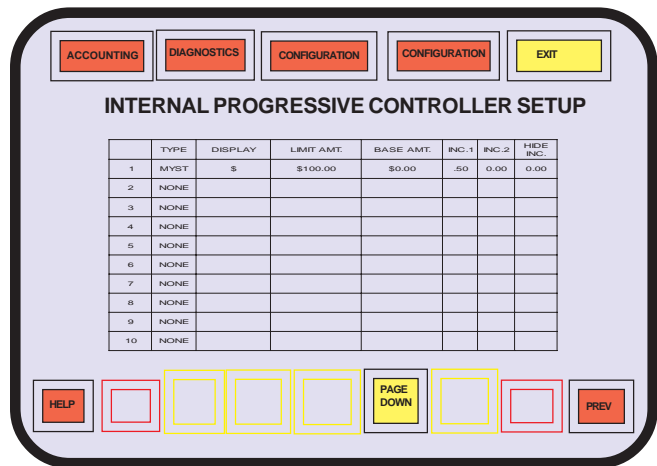 ACCOUNTING DIAGNOSTICS CONFIGURATION CONFIGURATION EXIT
INTERNAL PROGRESSIVE CONTROLLER SETUP
TYPE DISPLAY LIMIT AMT. BASE AMT. INC.1 INC.2 HIDE INC.
1 MYST $ $100.00 $0.00 .50 0.00 0.00
2 NONE
3 NONE
4 NONE
5 NONE
6 NONE
7 NONE
8 NONE
9 NONE
10 NONE
HELP PAGE DOWN PREV